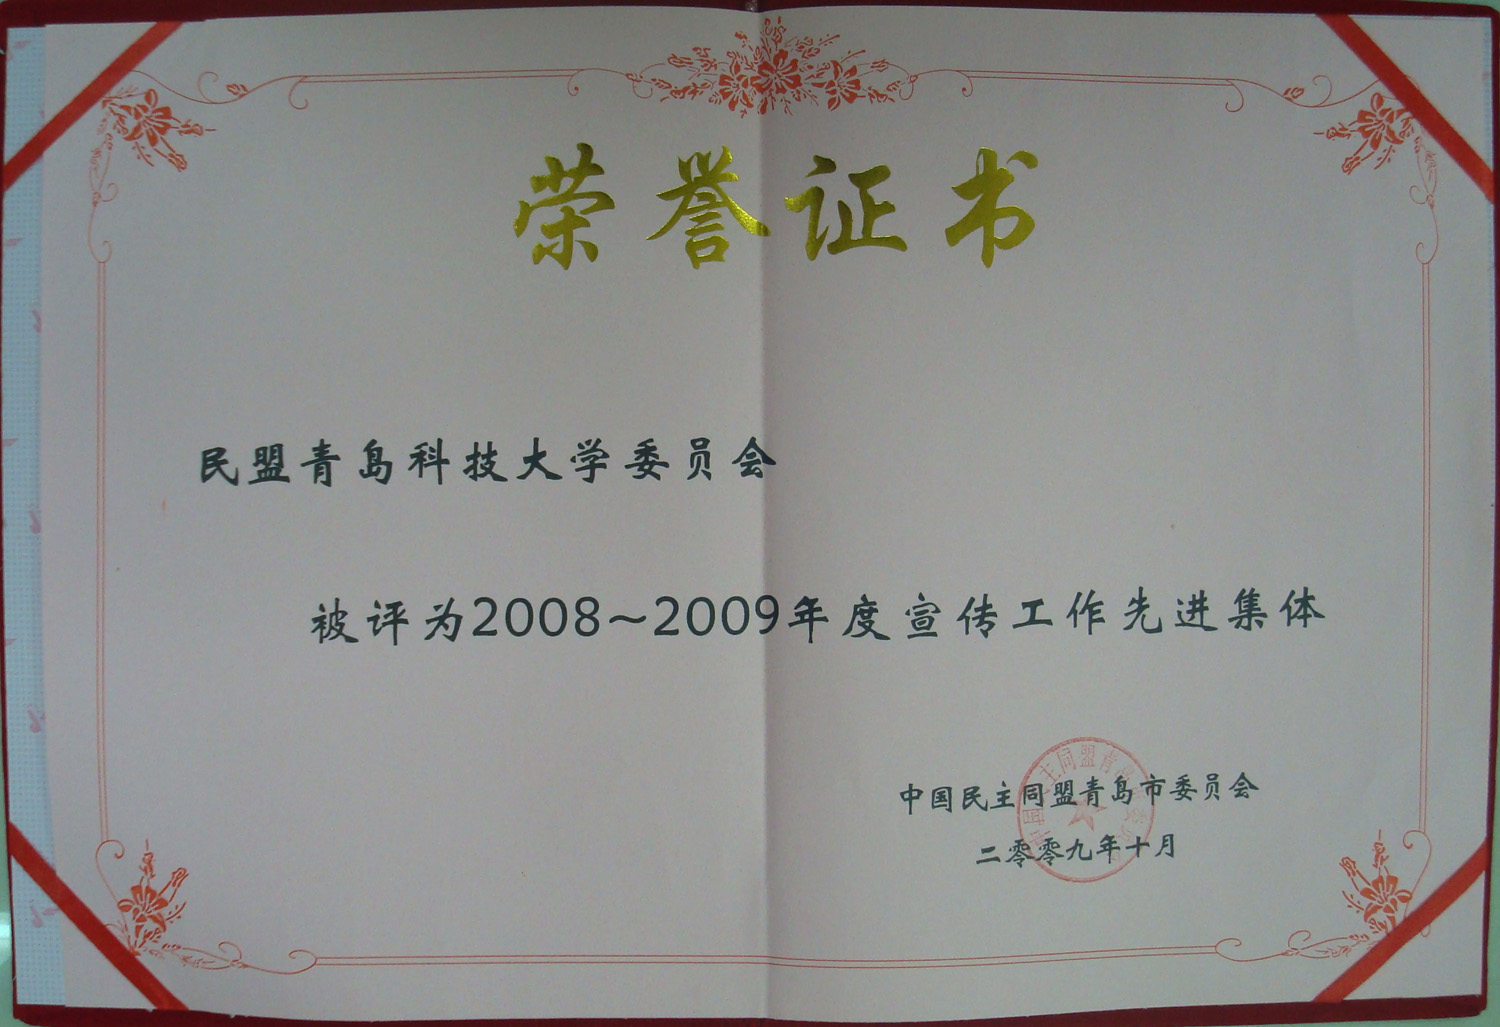 荣誉证书
民盟青岛科技大学委员会
被评为2008～2009年度宣传工作先进集体
中国民主同盟青岛市委员会
二零零九年十月